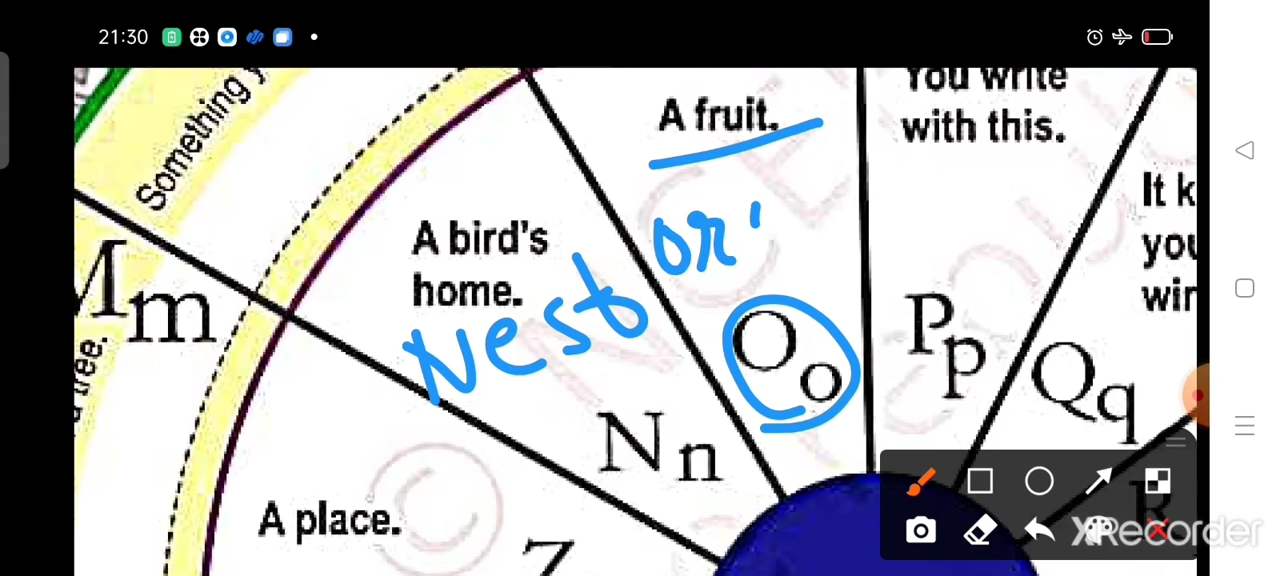 21:30
Something
A fruit.
You write
with this.
It k
you
win
A bird's
home.
or
Nest
Mm
a tree.
Oo
Pp
Qq
Nn
A place.
Z
R
XRecorder